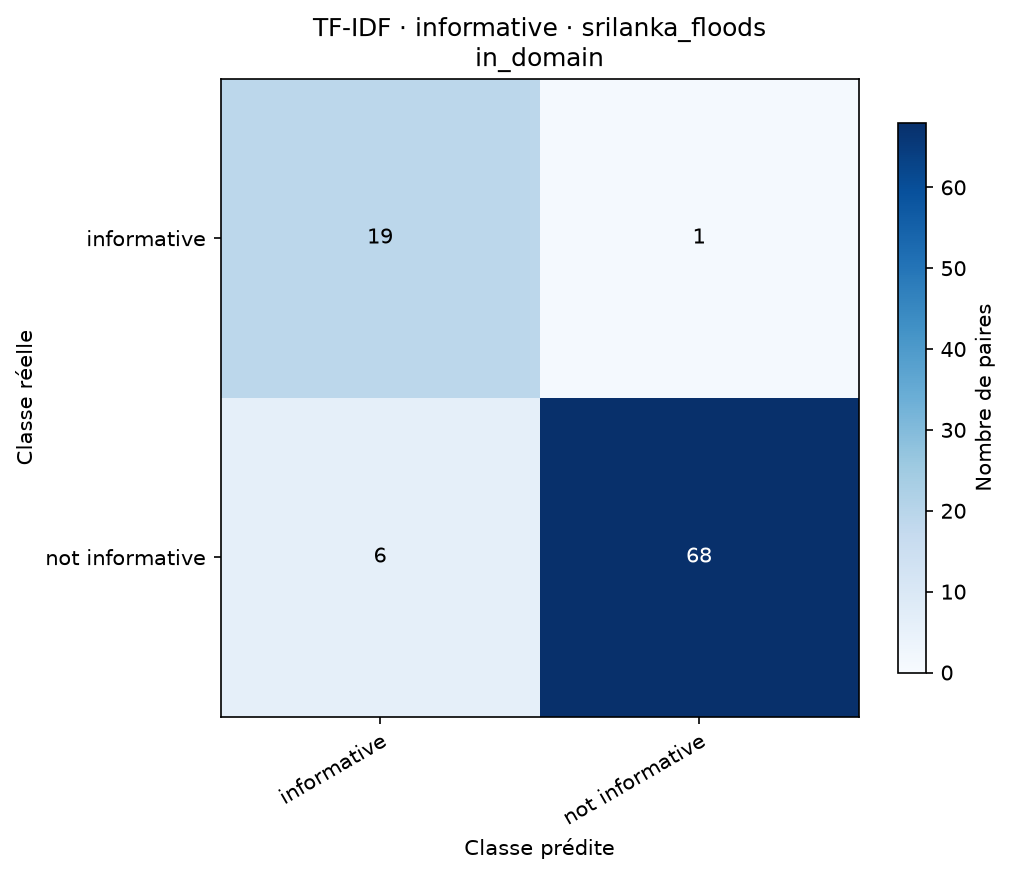 TF-IDF · informative · srilanka_floods
in_domain
Classe réelle
informative
19
1
not informative
6
68
informative
not informative
Classe prédite
60
50
40
30
20
10
0
Nombre de paires